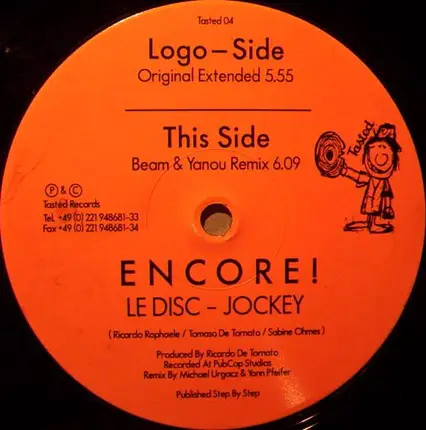 Tasted 04
Logo – Side
Original Extended 5.55
This Side
Beam & Yanou Remix 6.09
Tasted
Ⓟ & Ⓒ
Tasted Records
Tel. +49 (0) 221 948681-33
Fax +49 (0) 221 948681-34
ENCORE!
LE DISC – JOCKEY
( Ricardo Raphaele / Tomaso De Tornato / Sabine Ohmes )
Produced By Ricardo De Tornato
Recorded At PubCop Studios
Remix By Michael Urgacz & Yann Pfeifer
Published Step By Step